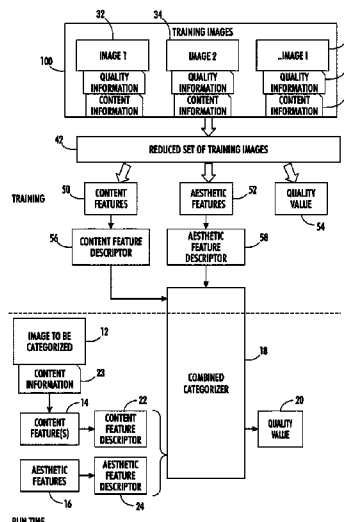 32
34
TRAINING IMAGES
IMAGE 1
IMAGE 2
...IMAGE I
100
QUALITY INFORMATION
QUALITY INFORMATION
QUALITY INFORMATION
CONTENT INFORMATION
CONTENT INFORMATION
CONTENT INFORMATION
42
REDUCED SET OF TRAINING IMAGES
TRAINING
50
CONTENT FEATURES
AESTHETIC FEATURES
52
QUALITY VALUE
54
56
CONTENT FEATURE DESCRIPTOR
AESTHETIC FEATURE DESCRIPTOR
58
IMAGE TO BE CATEGORIZED
12
CONTENT INFORMATION
23
COMBINED CATEGORIZER
18
14
22
20
CONTENT FEATURE(S)
CONTENT FEATURE DESCRIPTOR
QUALITY VALUE
AESTHETIC FEATURES
AESTHETIC FEATURE DESCRIPTOR
16
24
RUN TIME